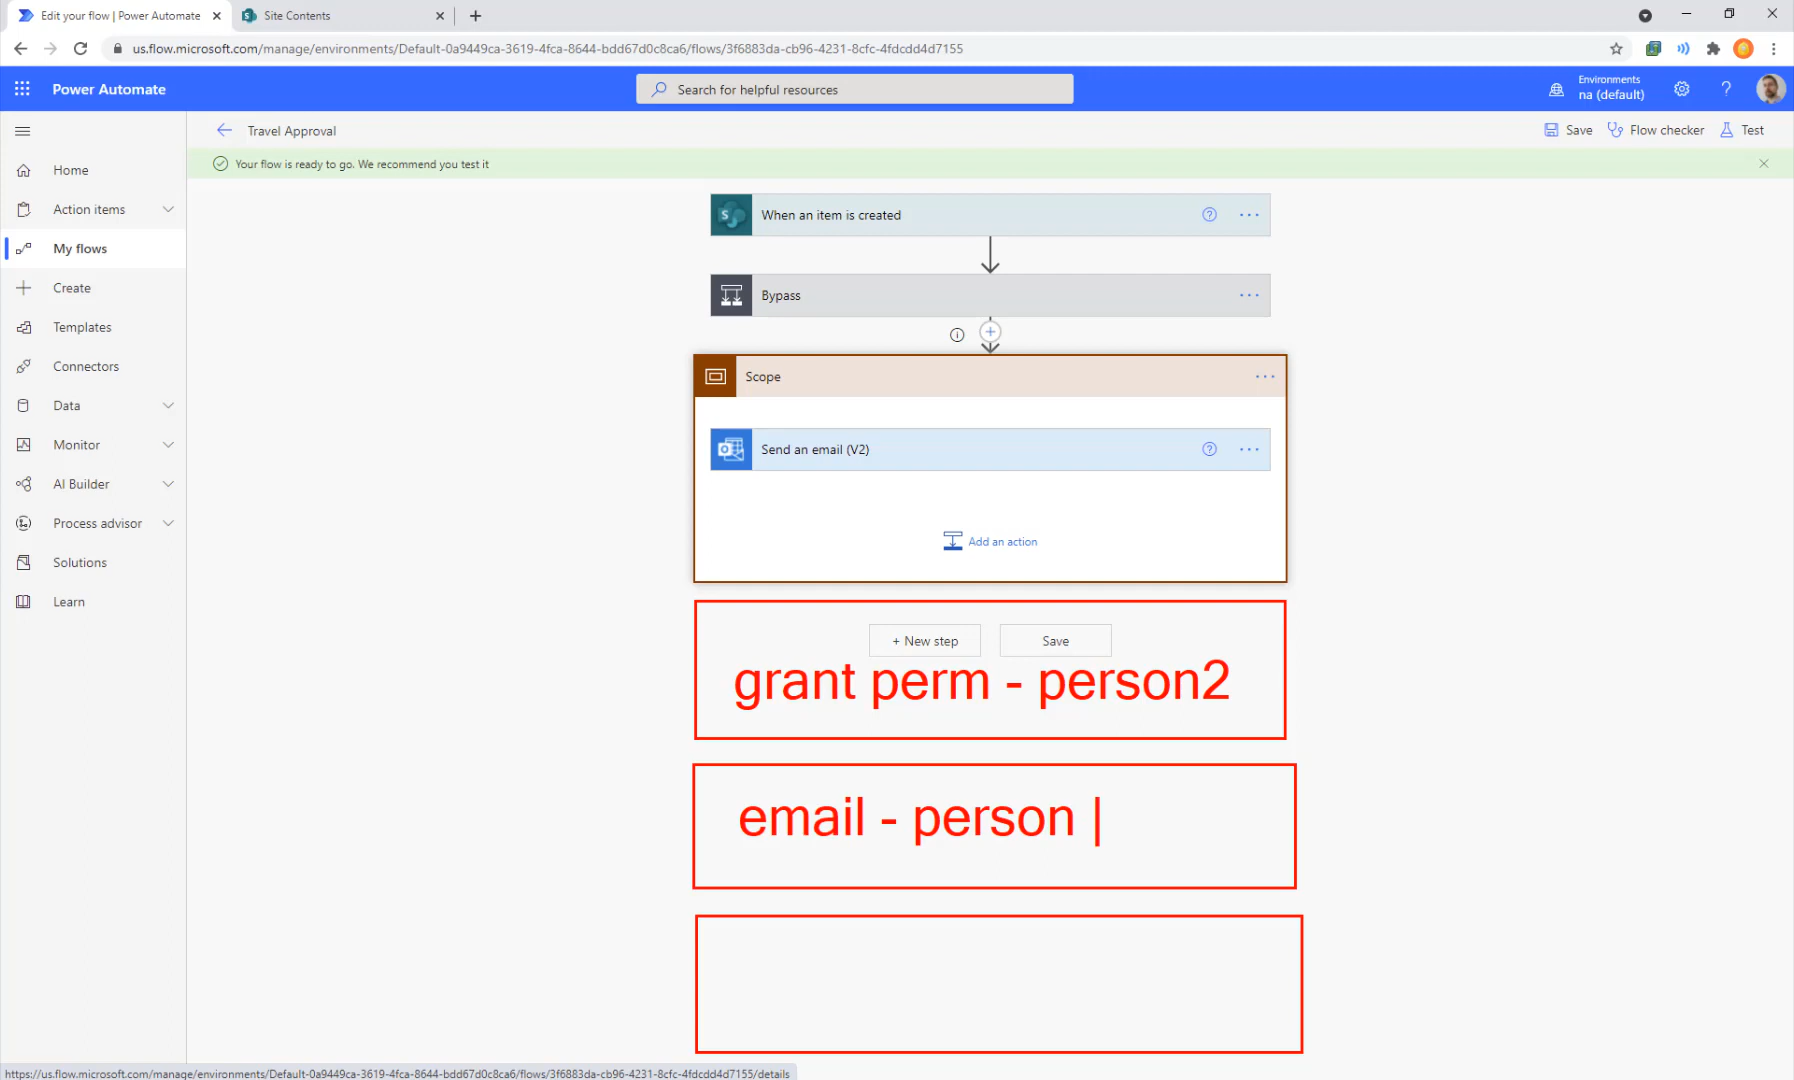 Edit your flow | Power Automate
Site Contents
us.flow.microsoft.com/manage/environments/Default-0a9449ca-3619-4fca-8644-bdd67d0c8ca6/flows/3f6883da-cb96-4231-8cfc-4fdcdd4d7155
Power Automate
Search for helpful resources
Environments
na (default)
Travel Approval
Save
Flow checker
Test
Your flow is ready to go. We recommend you test it
Home
Action items
My flows
Create
Templates
Connectors
Data
Monitor
AI Builder
Process advisor
Solutions
Learn
When an item is created
Bypass
Scope
Send an email (V2)
Add an action
+ New step
Save
grant perm - person2
email - person |
https://us.flow.microsoft.com/manage/environments/Default-0a9449ca-3619-4fca-8644-bdd67d0c8ca6/flows/3f6883da-cb96-4231-8cfc-4fdcdd4d7155/details